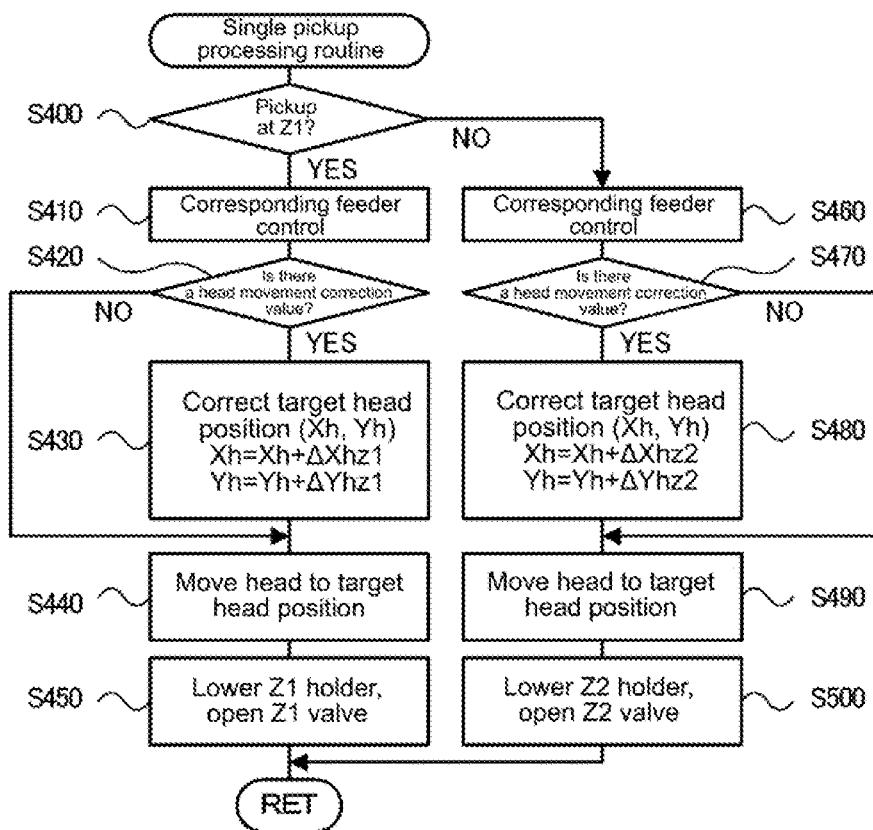 Single pickup
processing routine
S400
Pickup
at Z1?
NO
YES
S410
Corresponding feeder
control
S420
Is there
a head movement correction
value?
NO
YES
S430
Correct target head
position (Xh, Yh)
Xh=Xh+ΔXhz1
Yh=Yh+ΔYhz1
S440
Move head to target
head position
S450
Lower Z1 holder,
open Z1 valve
Corresponding feeder
control
S460
Is there
a head movement correction
value?
S470
NO
YES
Correct target head
position (Xh, Yh)
Xh=Xh+ΔXhz2
Yh=Yh+ΔYhz2
S480
Move head to target
head position
S490
Lower Z2 holder,
open Z2 valve
S500
RET